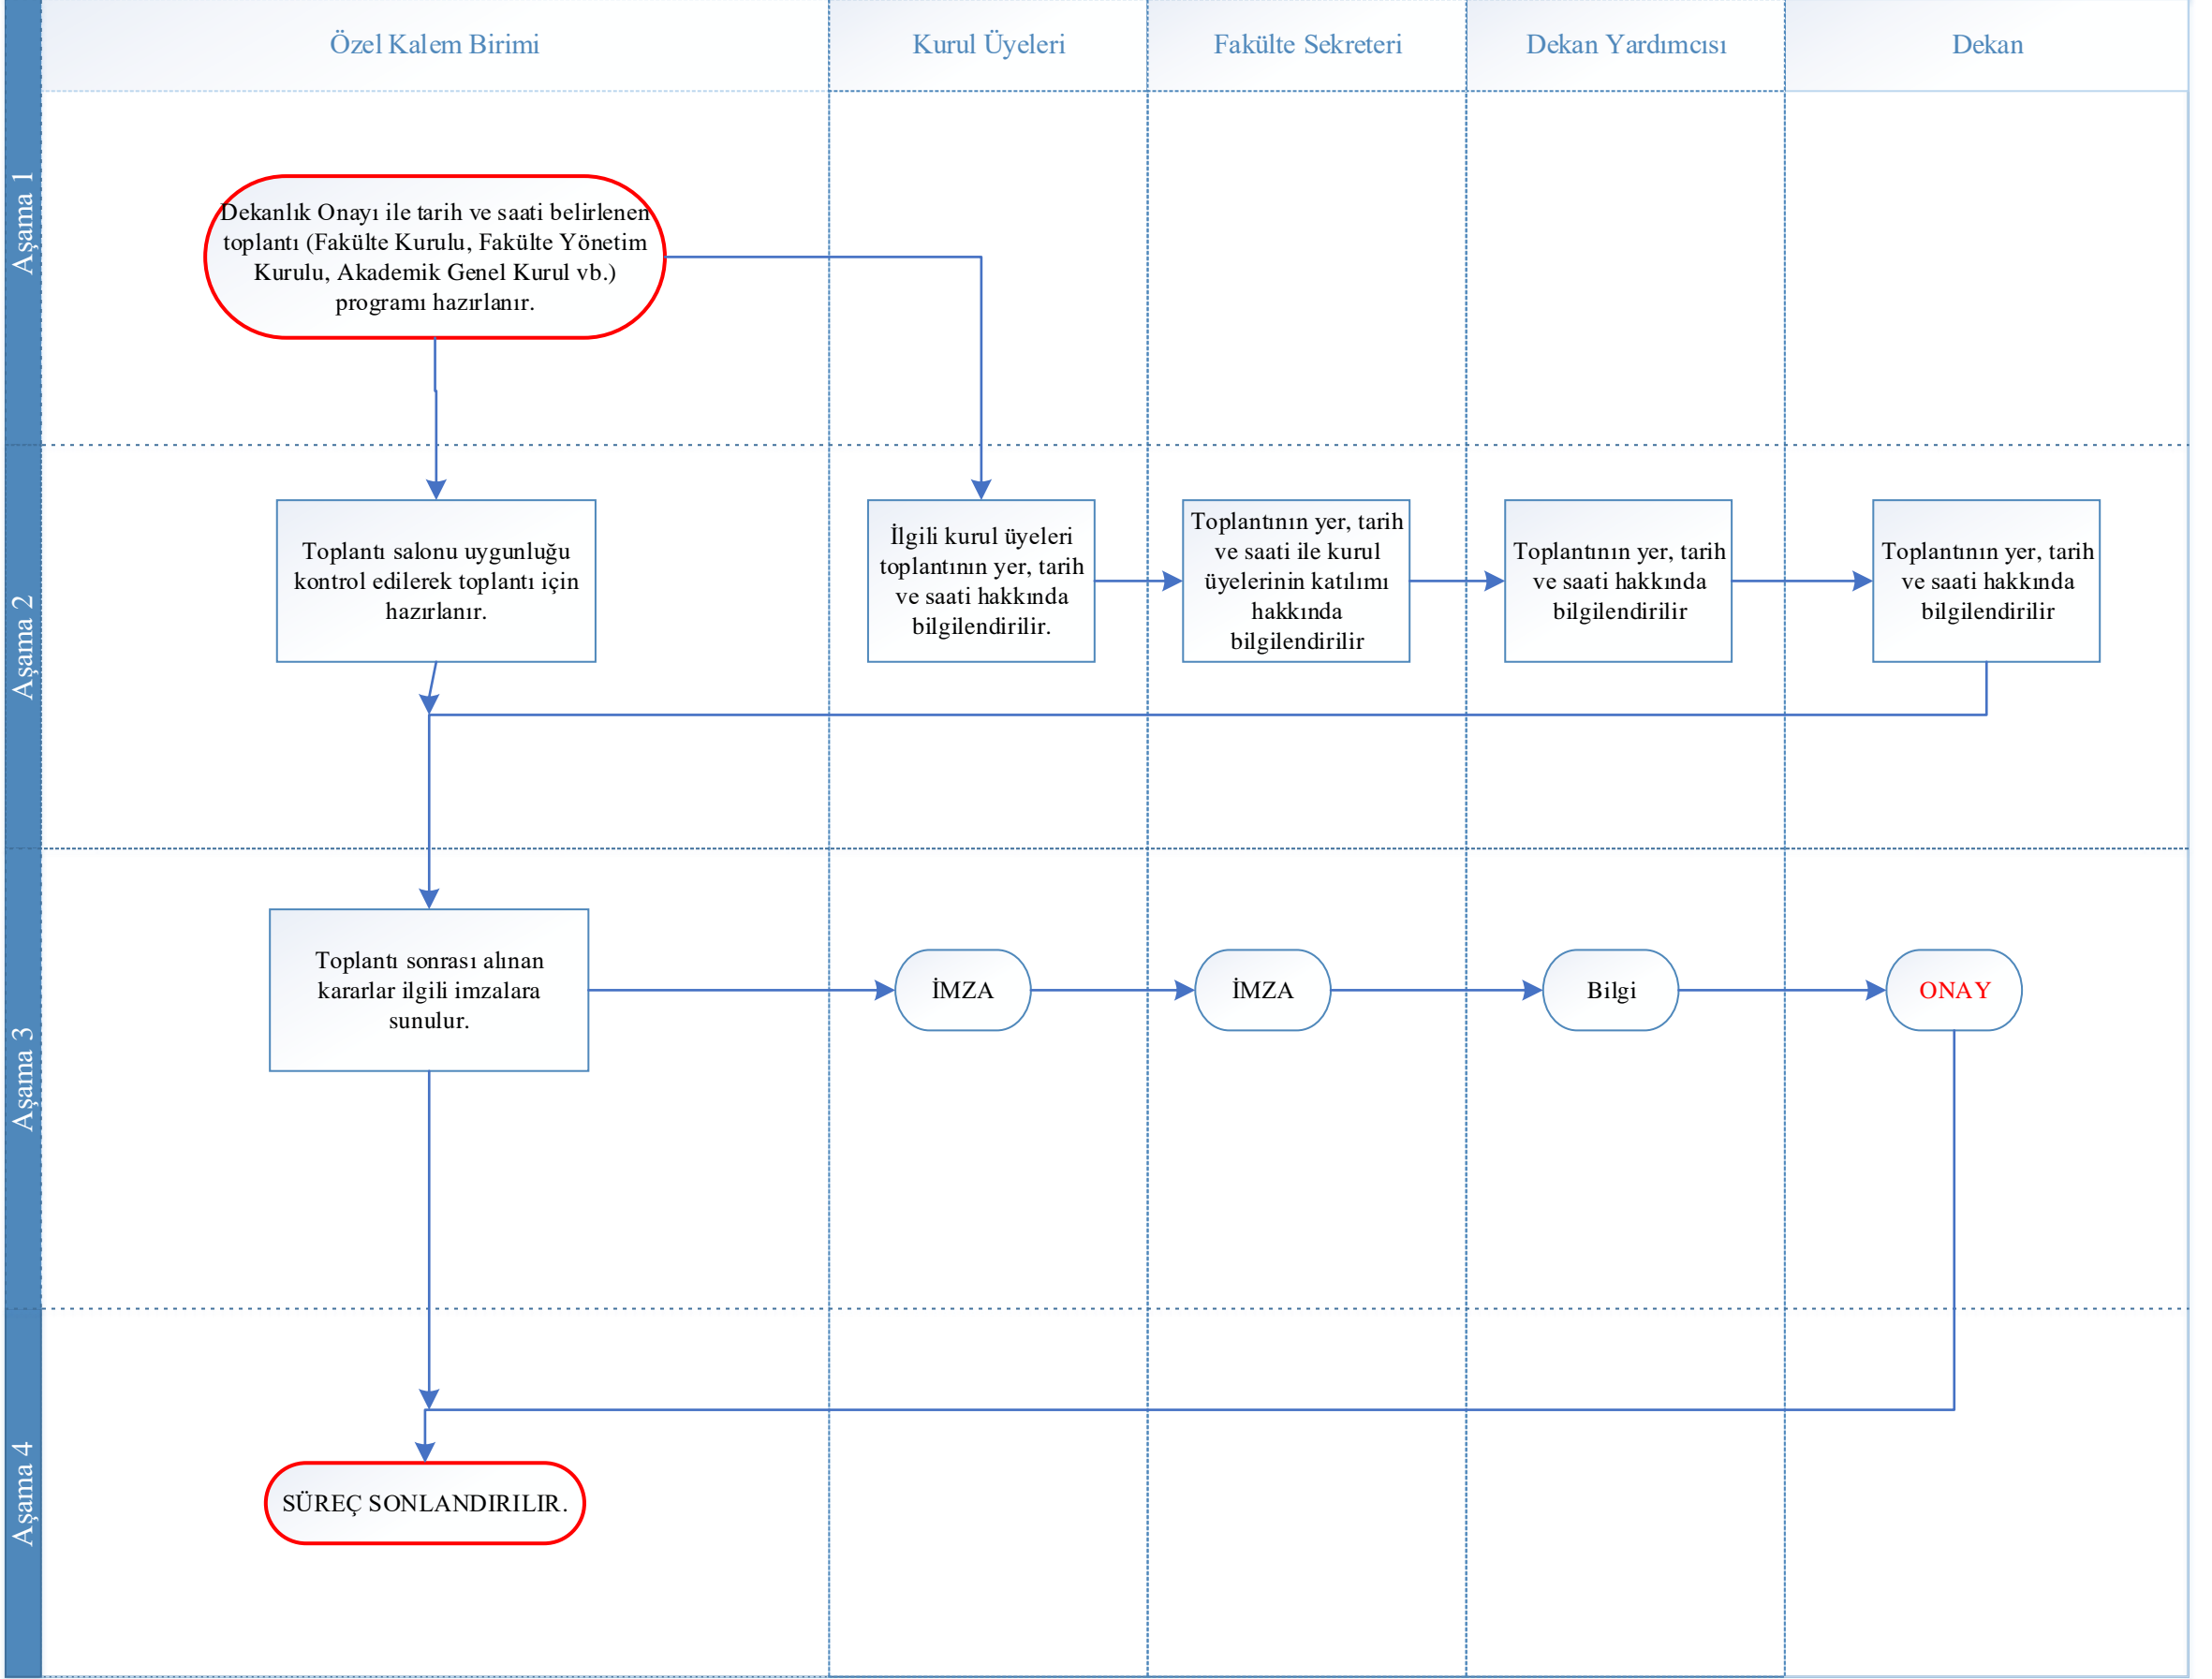 Özel Kalem Birimi
Kurul Üyeleri
Fakülte Sekreteri
Dekan Yardımcısı
Dekan
Aşama 1
Dekanlık Onayı ile tarih ve saati belirlenen
toplantı (Fakülte Kurulu, Fakülte Yönetim
Kurulu, Akademik Genel Kurul vb.)
programı hazırlanır.
Aşama 2
Toplantı salonu uygunluğu
kontrol edilerek toplantı için
hazırlanır.
İlgili kurul üyeleri
toplantının yer, tarih
ve saati hakkında
bilgilendirilir.
Toplantının yer, tarih
ve saati ile kurul
üyelerinin katılımı
hakkında
bilgilendirilir
Toplantının yer, tarih
ve saati hakkında
bilgilendirilir
Toplantının yer, tarih
ve saati hakkında
bilgilendirilir
Aşama 3
Toplantı sonrası alınan
kararlar ilgili imzalara
sunulur.
İMZA
İMZA
Bilgi
ONAY
Aşama 4
SÜREÇ SONLANDIRILIR.